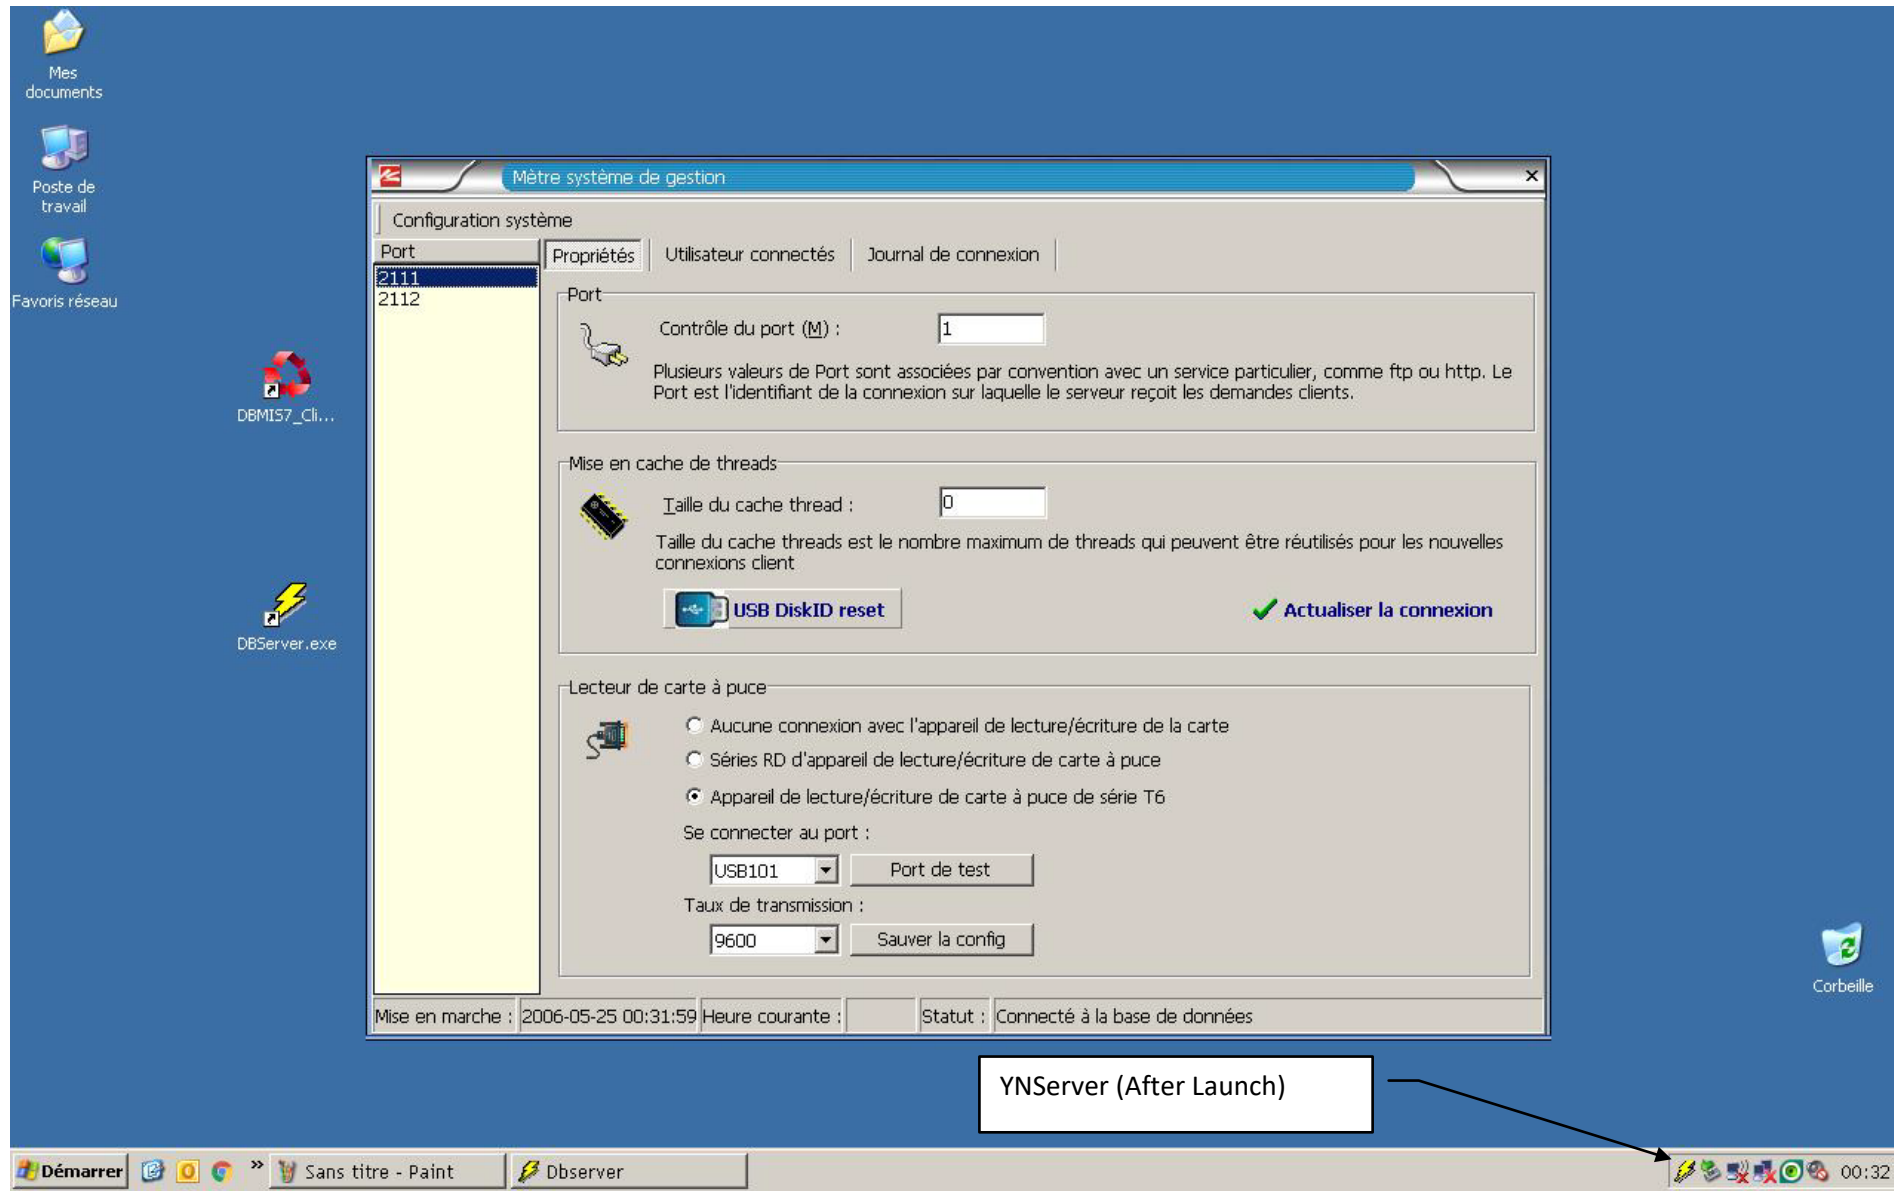 Mes
documents
Poste de
travail
Favoris réseau
DBMIS7_Cli...
DBServer.exe
Mètre système de gestion
Configuration système
Port
2111
2112
Propriétés
Utilisateur connectés
Journal de connexion
Port
Contrôle du port (M) :
1
Plusieurs valeurs de Port sont associées par convention avec un service particulier, comme ftp ou http. Le
Port est l'identifiant de la connexion sur laquelle le serveur reçoit les demandes clients.
Mise en cache de threads
Taille du cache thread :
0
Taille du cache threads est le nombre maximum de threads qui peuvent être réutilisés pour les nouvelles
connexions client
USB DiskID reset
Actualiser la connexion
Lecteur de carte à puce
Aucune connexion avec l'appareil de lecture/écriture de la carte
Séries RD d'appareil de lecture/écriture de carte à puce
Appareil de lecture/écriture de carte à puce de série T6
Se connecter au port :
USB101
Port de test
Taux de transmission :
9600
Sauver la config
Mise en marche : 2006-05-25 00:31:59 Heure courante : Statut : Connecté à la base de données
Corbeille
YNServer (After Launch)
Démarrer
»
Sans titre - Paint
Dbserver
00:32